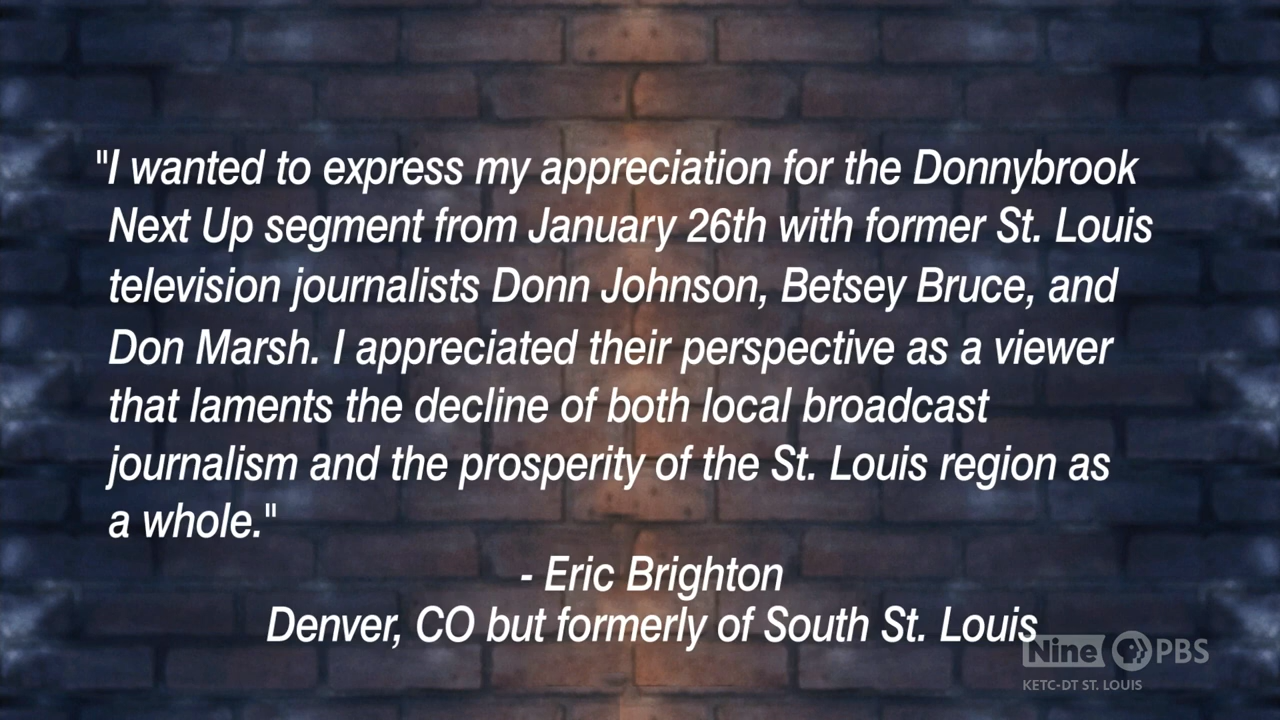 "I wanted to express my appreciation for the Donnybrook
Next Up segment from January 26th with former St. Louis
television journalists Donn Johnson, Betsey Bruce, and
Don Marsh. I appreciated their perspective as a viewer
that laments the decline of both local broadcast
journalism and the prosperity of the St. Louis region as
a whole."
- Eric Brighton
Denver, CO but formerly of South St. Louis
Nine PBS
KETC-DT ST. LOUIS